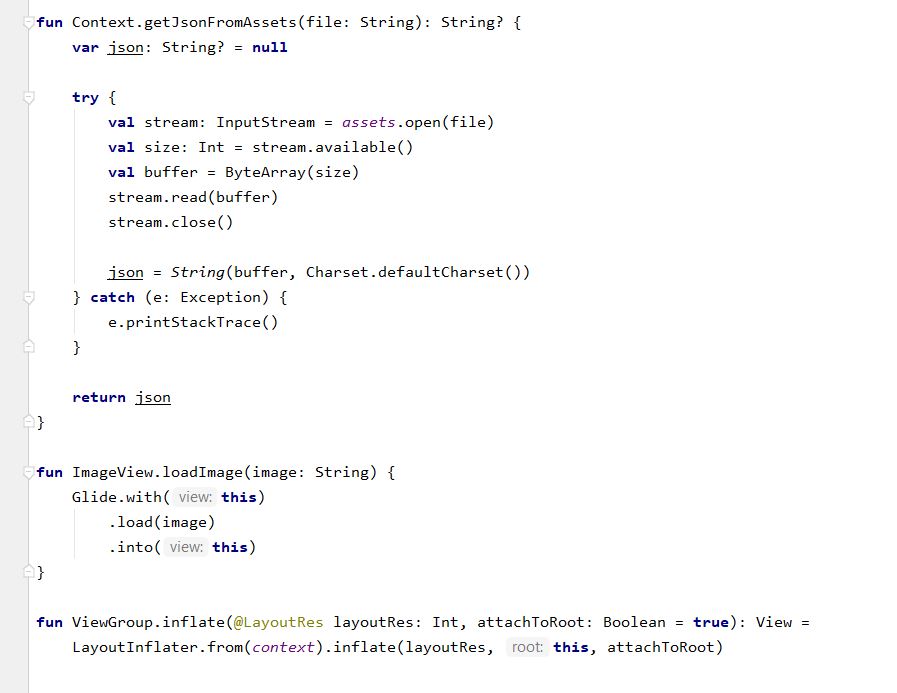 fun Context.getJsonFromAssets(file: String): String? {
    var json: String? = null

    try {
        val stream: InputStream = assets.open(file)
        val size: Int = stream.available()
        val buffer = ByteArray(size)
        stream.read(buffer)
        stream.close()

        json = String(buffer, Charset.defaultCharset())
    } catch (e: Exception) {
        e.printStackTrace()
    }

    return json
}

fun ImageView.loadImage(image: String) {
    Glide.with( view: this)
        .load(image)
        .into( view: this)
}

fun ViewGroup.inflate(@LayoutRes layoutRes: Int, attachToRoot: Boolean = true): View =
    LayoutInflater.from(context).inflate(layoutRes, root: this, attachToRoot)